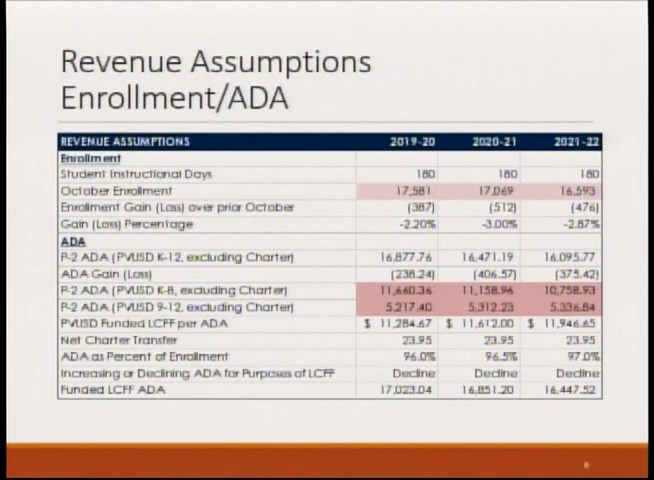 Revenue Assumptions
Enrollment/ADA
REVENUE ASSUMPTIONS 2019-20 2020-21 2021-22
Enrollment
Student Instructional Days 180 180 180
October Enrollment 17,581 17,069 16,593
Enrollment Gain (Loss) over prior October (387) (512) (476)
Gain (Loss) Percentage -2.20% -3.00% -2.87%
ADA
P-2 ADA (PVUSD K-12, excluding Charter) 16,877.76 16,471.19 16,095.77
ADA Gain (Loss) (238.24) (406.57) (375.42)
P-2 ADA (PVUSD K-8, excluding Charter) 11,660.36 11,158.96 10,758.93
P-2 ADA (PVUSD 9-12, excluding Charter) 5,217.40 5,312.23 5,336.84
PVUSD Funded LCFF per ADA $ 11,284.67 $ 11,612.00 $ 11,946.65
Net Charter Transfer 23.95 23.95 23.95
ADA as Percent of Enrollment 96.0% 96.5% 97.0%
Increasing or Declining ADA for Purposes of LCFF Decline Decline Decline
Funded LCFF ADA 17,023.04 16,851.20 16,447.52
8